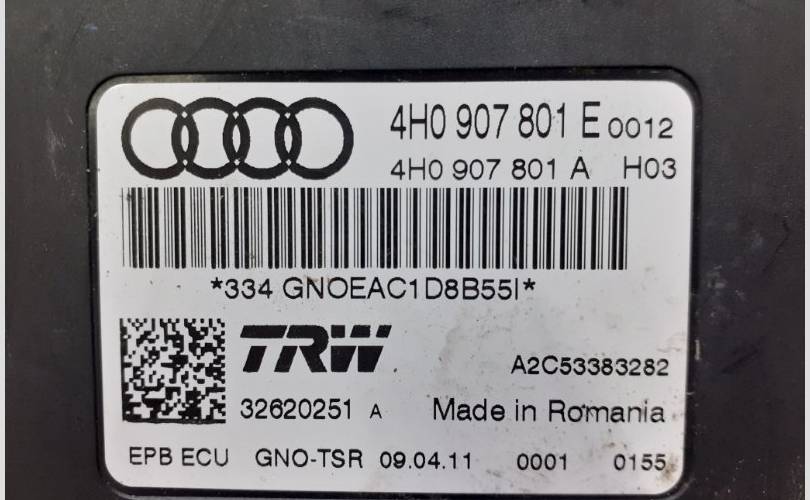 4H0 907 801 E 0012
4H0 907 801 A H03
*334 GNOEAC1D8B55I*
TRW
A2C53383282
32620251 A Made in Romania
EPB ECU GNO-TSR 09.04.11 0001 0155